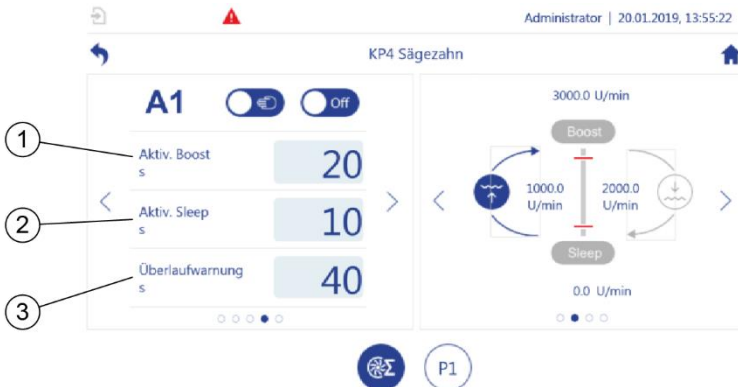 Administrator | 20.01.2019, 13:55:22
KP4 Sägezahn
A1
Off
1
Aktiv. Boost
s
20
2
Aktiv. Sleep
s
10
3
Überlaufwarnung
s
40
3000.0 U/min
Boost
1000.0
U/min
2000.0
U/min
Sleep
0.0 U/min
Σ
P1